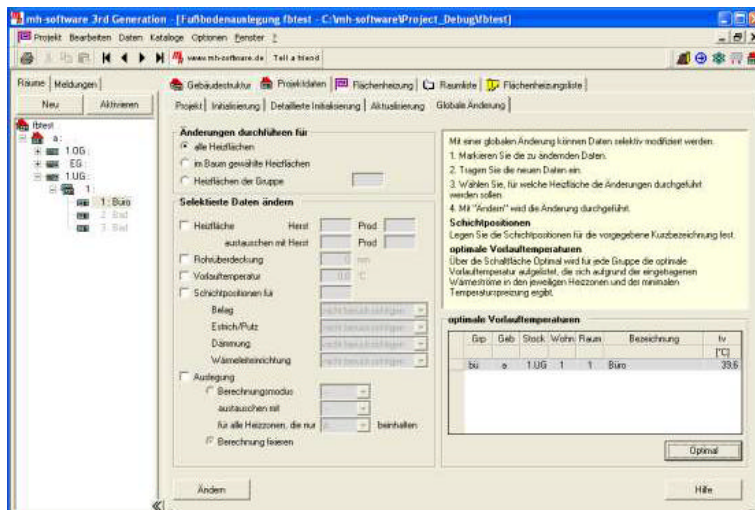 mh-software 3rd Generation - [Fußbodenauslegung fbtest - C:\mh-software\Project_Debug\fbtest]
Projekt Bearbeiten Daten Kataloge Optionen Fenster ?
www.mh-software.de Tell a friend
Räume Meldungen
Neu Aktivieren
fbtest
a :
1.OG :
EG :
1.UG :
1 :
1 : Büro
2 : Bad
3 : Bad
Gebäudestruktur Projektdaten Flächenheizung Raumliste Flächenheizungsliste
Projekt Initialisierung Detaillierte Initialisierung Aktualisierung Globale Änderung
Änderungen durchführen für
alle Heizflächen
im Baum gewählte Heizflächen
Heizflächen der Gruppe
Selektierte Daten ändern
Heizfläche Herst Prod
austauschen mit Herst Prod
Rohrüberdeckung 0 mm
Vorlauftemperatur 0,0 °C
Schichtpositionen für
Belag nicht berücksichtigen
Estrich/Putz nicht berücksichtigen
Dämmung nicht berücksichtigen
Wärmeleiteinrichtung nicht berücksichtigen
Auslegung
Berechnungsmodus
austauschen mit
für alle Heizzonen, die nur beinhalten
Berechnung fixieren
Ändern
Mit einer globalen Änderung können Daten selektiv modifiziert werden.
1. Markieren Sie die zu ändernden Daten.
2. Tragen Sie die neuen Daten ein.
3. Wählen Sie, für welche Heizfläche die Änderungen durchgeführt
werden sollen.
4. Mit "Ändern" wird die Änderung durchgeführt.
Schichtpositionen
Legen Sie die Schichtpositionen für die vorgegebene Kurzbezeichnung fest.
optimale Vorlauftemperaturen
Über die Schaltfläche Optimal wird für jede Gruppe die optimale
Vorlauftemperatur aufgelistet, die sich aufgrund der eingetragenen
Wärmeströme in den jeweiligen Heizzonen und der minimalen
Temperaturspreizung ergibt.
optimale Vorlauftemperaturen
Grp Geb Stock Wohn Raum Bezeichnung tv
[°C]
bü a 1.UG 1 1 Büro 39,6
Optimal
Hilfe